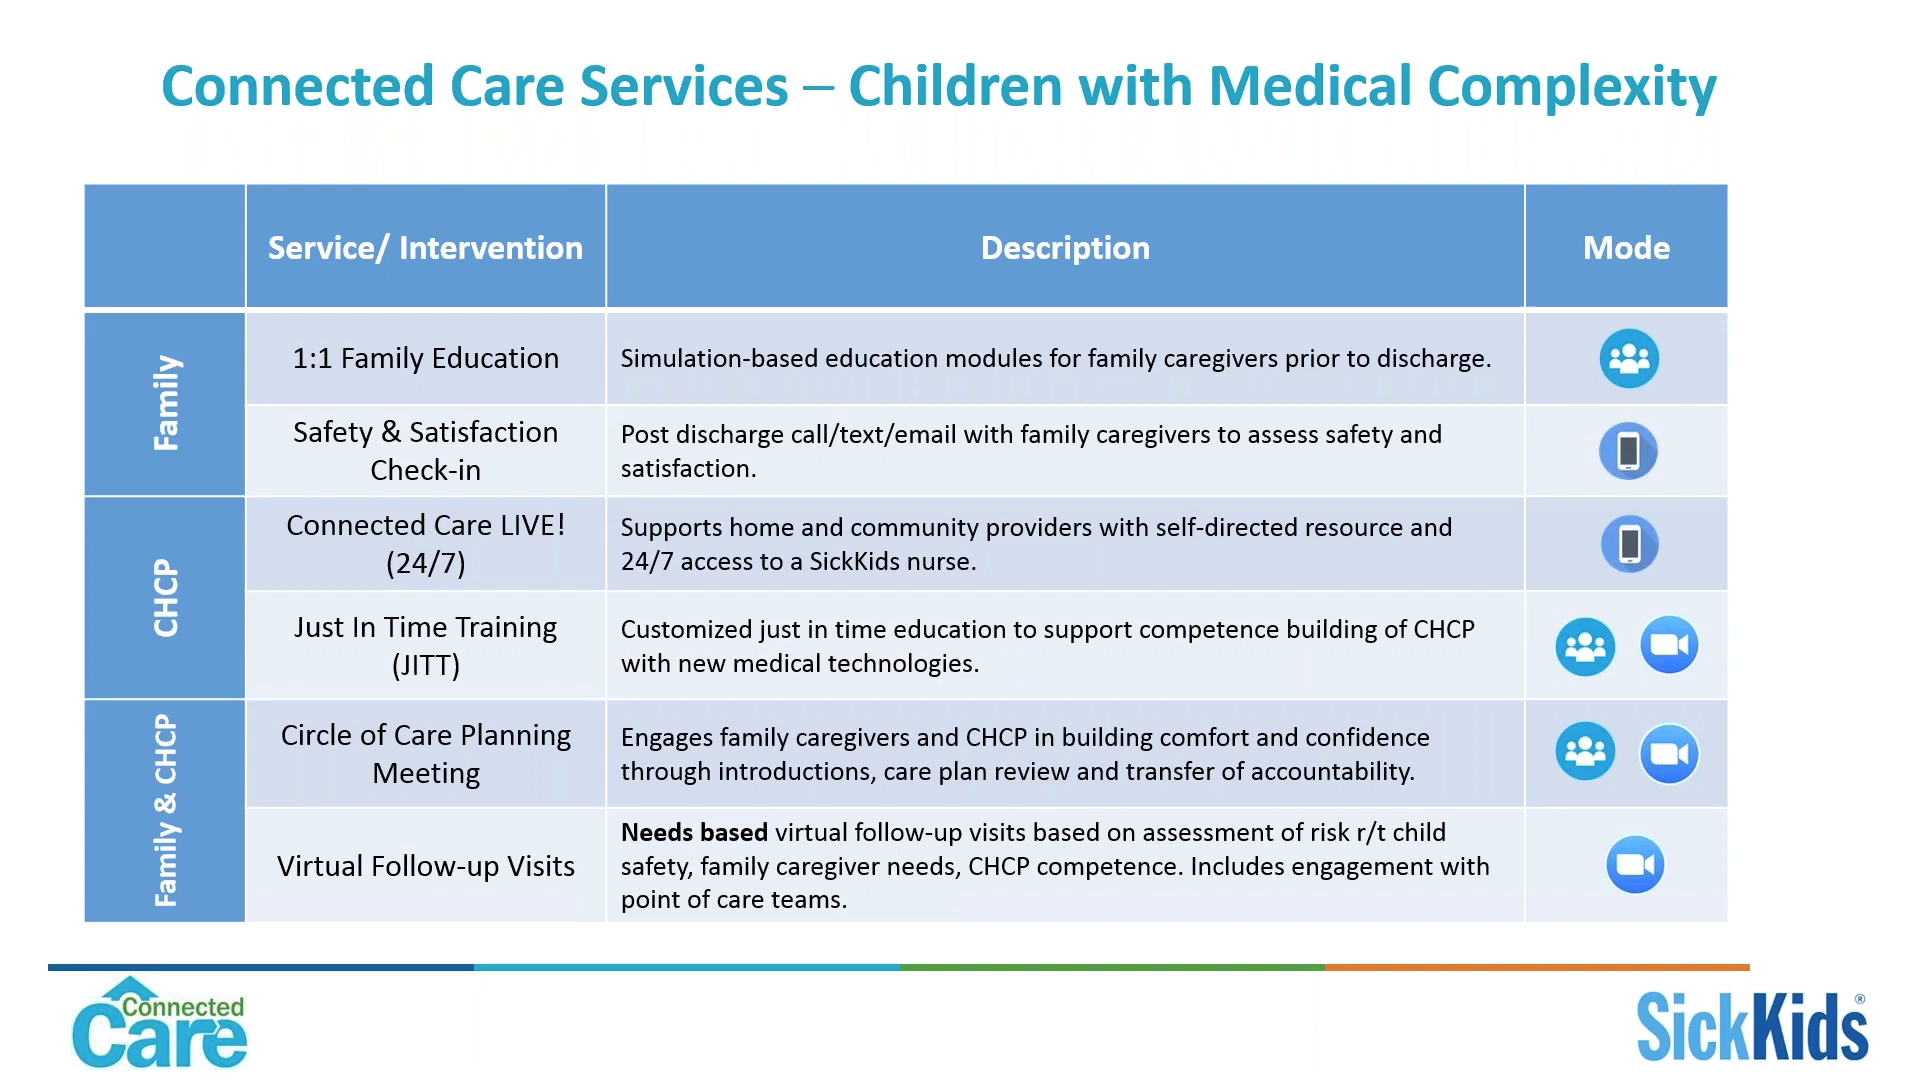 Connected Care Services – Children with Medical Complexity
Service/ Intervention
Description
Mode
Family
1:1 Family Education
Simulation-based education modules for family caregivers prior to discharge.
Safety & Satisfaction
Check-in
Post discharge call/text/email with family caregivers to assess safety and
satisfaction.
CHCP
Connected Care LIVE!
(24/7)
Supports home and community providers with self-directed resource and
24/7 access to a SickKids nurse.
Just In Time Training
(JITT)
Customized just in time education to support competence building of CHCP
with new medical technologies.
Family & CHCP
Circle of Care Planning
Meeting
Engages family caregivers and CHCP in building comfort and confidence
through introductions, care plan review and transfer of accountability.
Virtual Follow-up Visits
Needs based virtual follow-up visits based on assessment of risk r/t child
safety, family caregiver needs, CHCP competence. Includes engagement with
point of care teams.
Connected
Care
SickKids®